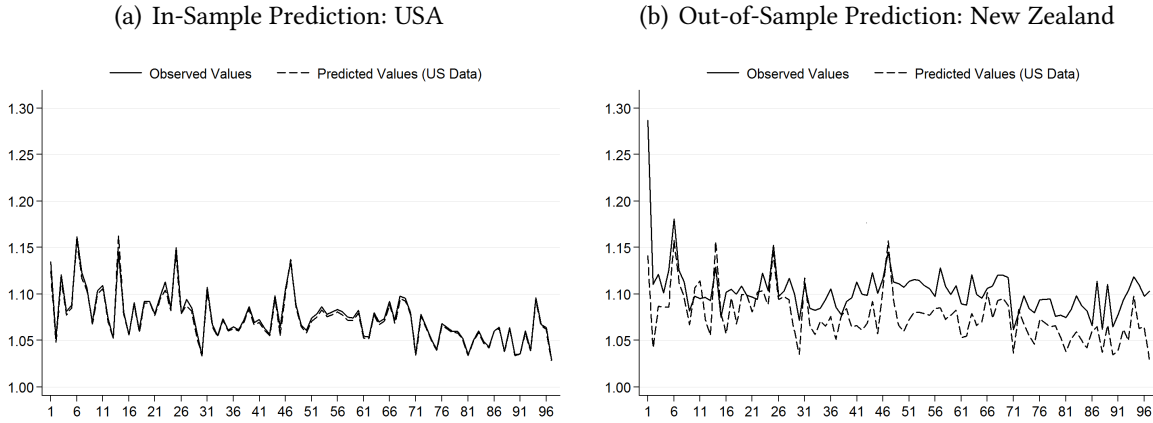 (a) In-Sample Prediction: USA
Observed Values Predicted Values (US Data)
1.30
1.25
1.20
1.15
1.10
1.05
1.00
1 6 11 16 21 26 31 36 41 46 51 56 61 66 71 76 81 86 91 96
(b) Out-of-Sample Prediction: New Zealand
Observed Values Predicted Values (US Data)
1.30
1.25
1.20
1.15
1.10
1.05
1.00
1 6 11 16 21 26 31 36 41 46 51 56 61 66 71 76 81 86 91 96